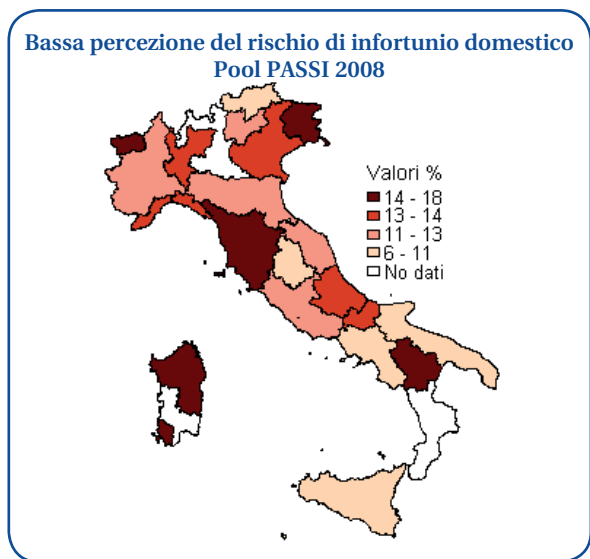 Bassa percezione del rischio di infortunio domestico
Pool PASSI 2008
Valori %
14 - 18
13 - 14
11 - 13
6 - 11
No dati